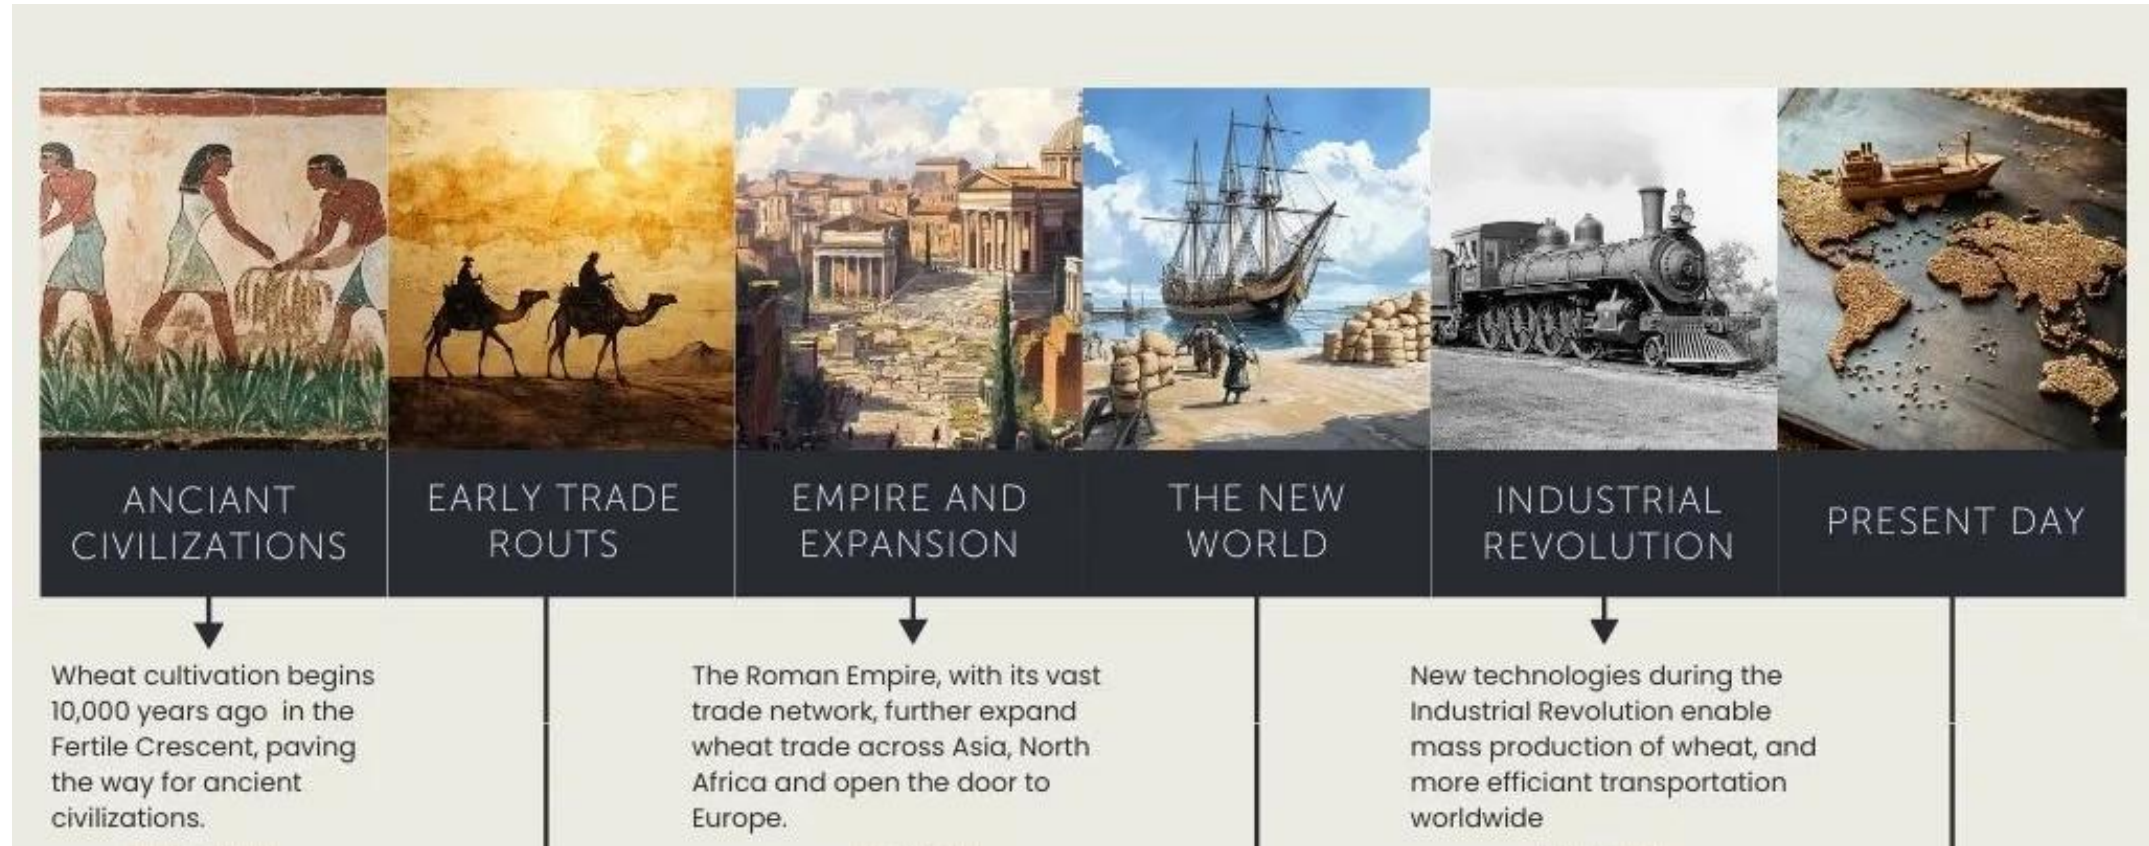 ANCIANT
CIVILIZATIONS
EARLY TRADE
ROUTS
EMPIRE AND
EXPANSION
THE NEW
WORLD
INDUSTRIAL
REVOLUTION
PRESENT DAY
Wheat cultivation begins
10,000 years ago in the
Fertile Crescent, paving
the way for ancient
civilizations.
The Roman Empire, with its vast
trade network, further expand
wheat trade across Asia, North
Africa and open the door to
Europe.
New technologies during the
Industrial Revolution enable
mass production of wheat, and
more efficiant transportation
worldwide